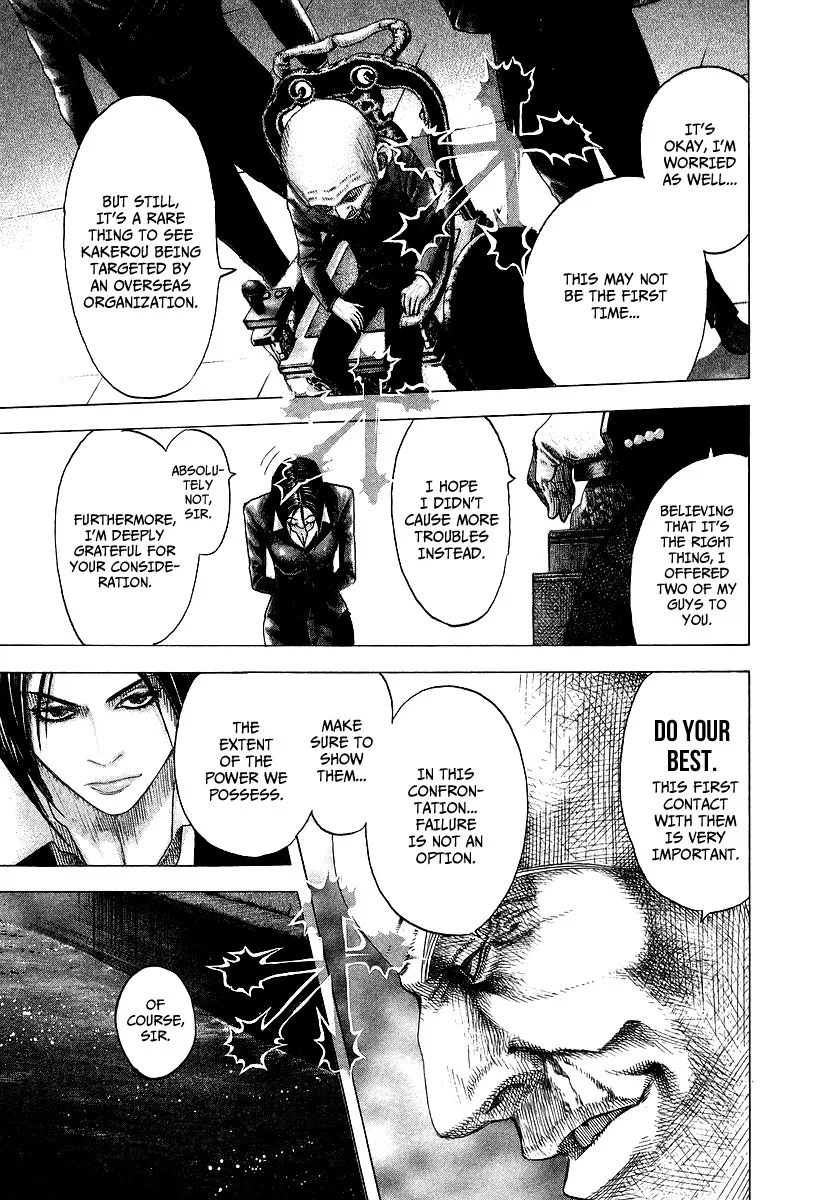 IT'S
OKAY, I'M
WORRIED
AS WELL...
THIS MAY NOT
BE THE FIRST
TIME...
BUT STILL,
IT'S A RARE
THING TO SEE
KAKEROU BEING
TARGETED BY
AN OVERSEAS
ORGANIZATION.
BELIEVING
THAT IT'S
THE RIGHT
THING, I
OFFERED
TWO OF MY
GUYS TO
YOU.
I HOPE
I DIDN'T
CAUSE MORE
TROUBLES
INSTEAD.
ABSOLU-
TELY
NOT,
SIR.
FURTHERMORE,
I'M DEEPLY
GRATEFUL FOR
YOUR CONSIDE-
RATION.
DO YOUR
BEST.
THIS FIRST
CONTACT
WITH THEM
IS VERY
IMPORTANT.
IN THIS
CONFRON-
TATION...
FAILURE
IS NOT AN
OPTION.
MAKE
SURE TO
SHOW
THEM...
THE
EXTENT
OF THE
POWER WE
POSSESS.
OF
COURSE,
SIR.